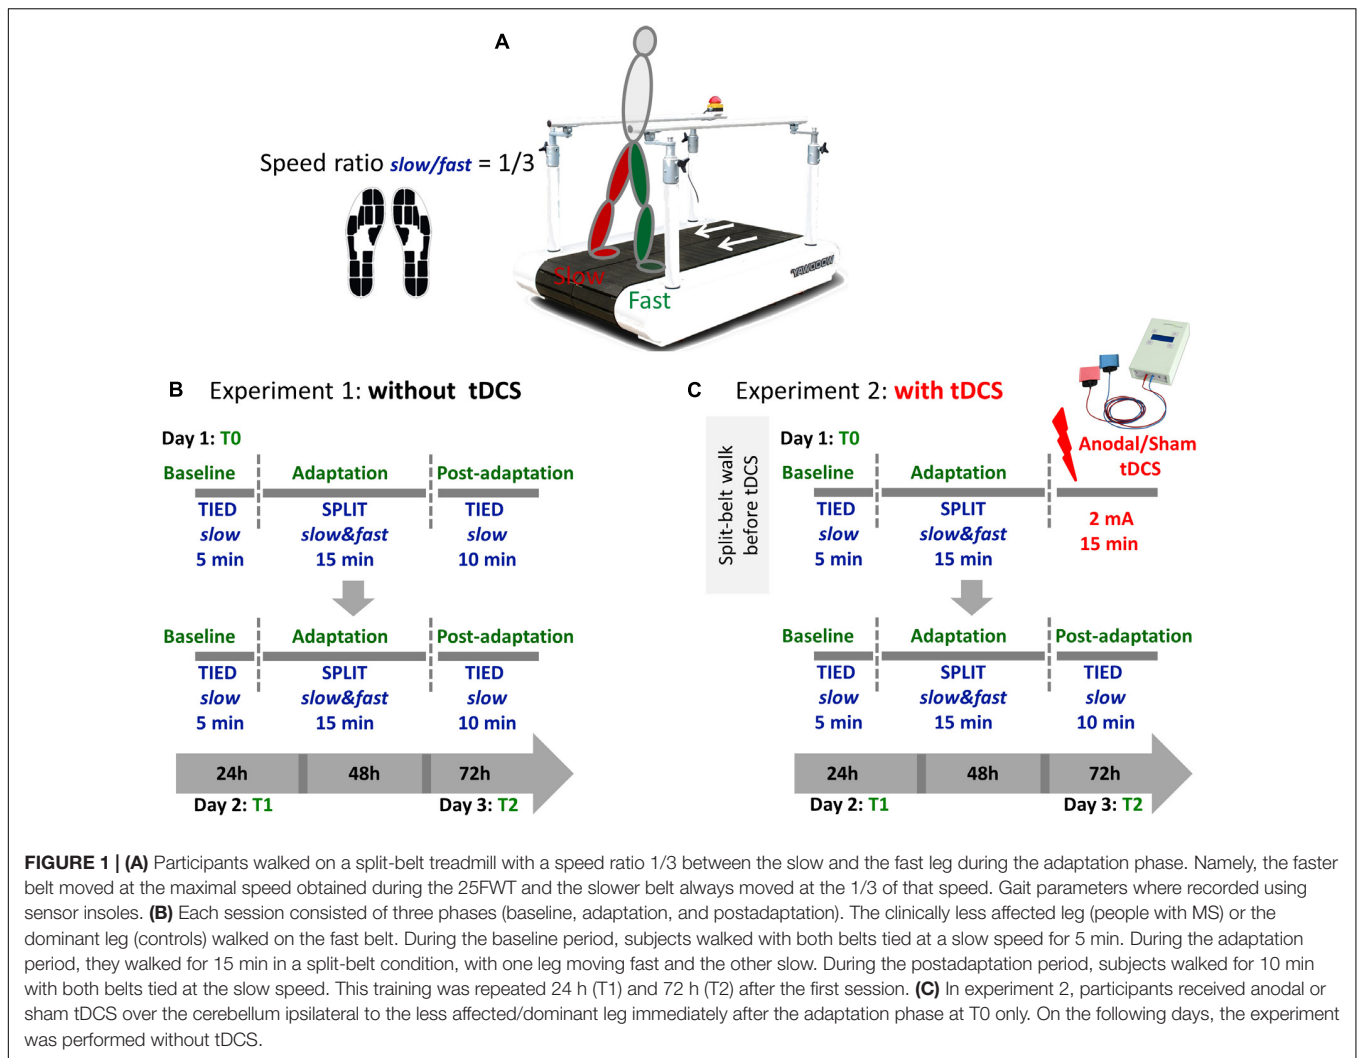 A
Speed ratio slow/fast = 1/3
Slow
Fast
WOODWAY
B Experiment 1: without tDCS
Day 1: T0
Baseline Adaptation Post-adaptation
TIED SPLIT TIED
slow slow&fast slow
5 min 15 min 10 min
Baseline Adaptation Post-adaptation
TIED SPLIT TIED
slow slow&fast slow
5 min 15 min 10 min
24h 48h 72h
Day 2: T1 Day 3: T2
C Experiment 2: with tDCS
Split-belt walk
before tDCS
Day 1: T0
Anodal/Sham
tDCS
Baseline Adaptation
TIED SPLIT
slow slow&fast
5 min 15 min
2 mA
15 min
Baseline Adaptation Post-adaptation
TIED SPLIT TIED
slow slow&fast slow
5 min 15 min 10 min
24h 48h 72h
Day 2: T1 Day 3: T2
FIGURE 1 | (A) Participants walked on a split-belt treadmill with a speed ratio 1/3 between the slow and the fast leg during the adaptation phase. Namely, the faster
belt moved at the maximal speed obtained during the 25FWT and the slower belt always moved at the 1/3 of that speed. Gait parameters where recorded using
sensor insoles. (B) Each session consisted of three phases (baseline, adaptation, and postadaptation). The clinically less affected leg (people with MS) or the
dominant leg (controls) walked on the fast belt. During the baseline period, subjects walked with both belts tied at a slow speed for 5 min. During the adaptation
period, they walked for 15 min in a split-belt condition, with one leg moving fast and the other slow. During the postadaptation period, subjects walked for 10 min
with both belts tied at the slow speed. This training was repeated 24 h (T1) and 72 h (T2) after the first session. (C) In experiment 2, participants received anodal or
sham tDCS over the cerebellum ipsilateral to the less affected/dominant leg immediately after the adaptation phase at T0 only. On the following days, the experiment
was performed without tDCS.